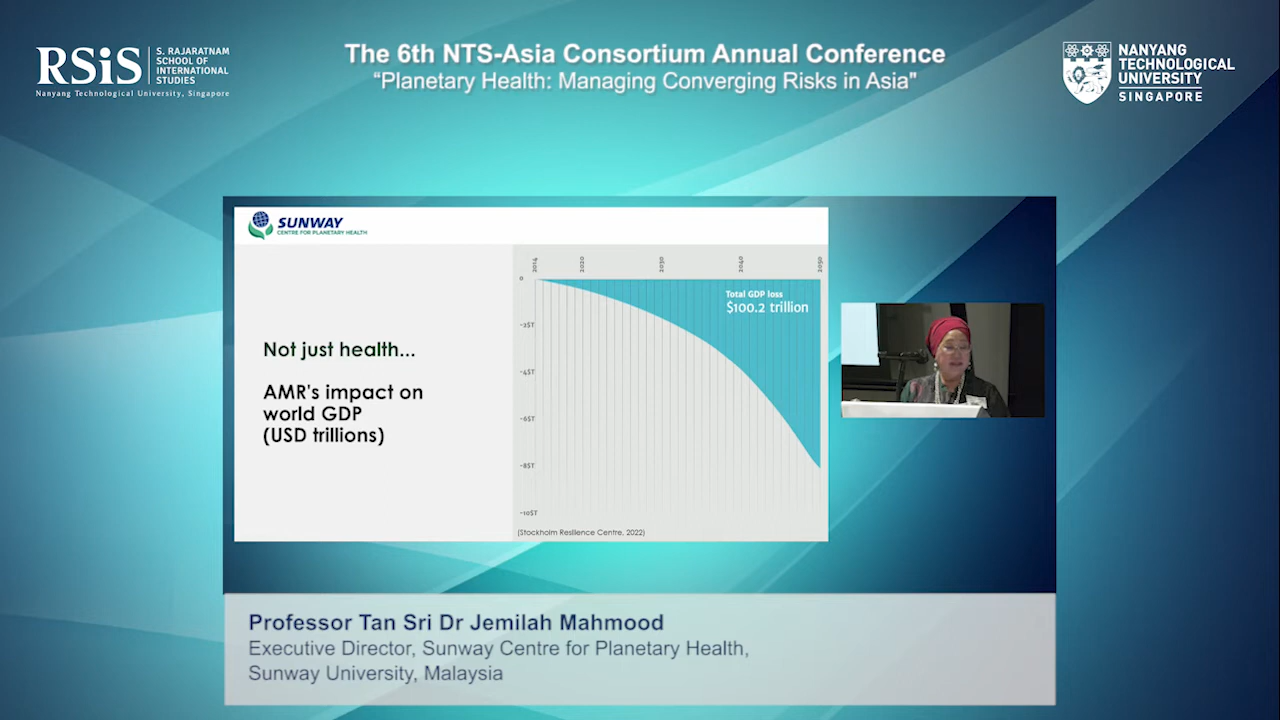 RSiS
S. RAJARATNAM
SCHOOL OF
INTERNATIONAL
STUDIES
Nanyang Technological University, Singapore
The 6th NTS-Asia Consortium Annual Conference
“Planetary Health: Managing Converging Risks in Asia"
NANYANG
TECHNOLOGICAL
UNIVERSITY
SINGAPORE
SUNWAY
CENTRE FOR PLANETARY HEALTH
Not just health...
AMR's impact on
world GDP
(USD trillions)
2014 2020 2030 2040 2050
0
-2$T
-4$T
-6$T
-8$T
-10$T
Total GDP loss
$100.2 trillion
(Stockholm Resilience Centre, 2022)
Professor Tan Sri Dr Jemilah Mahmood
Executive Director, Sunway Centre for Planetary Health,
Sunway University, Malaysia